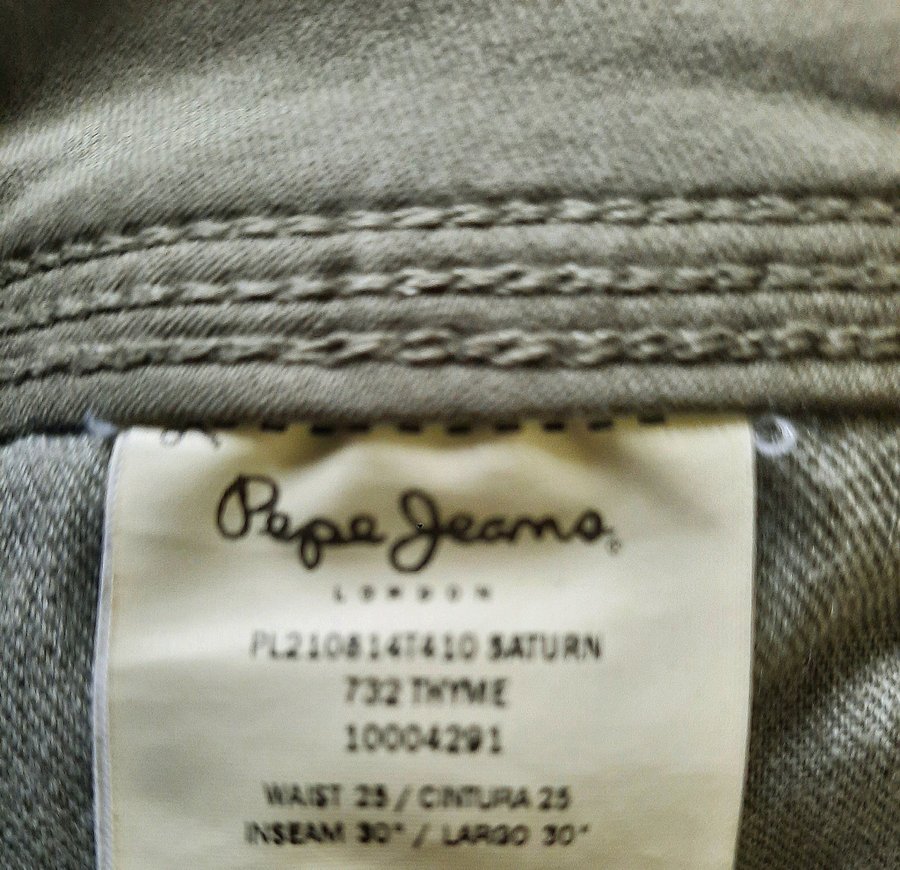 Pepe Jeans
LONDON
PL210814T410 SATURN
732 THYME
10004291
WAIST 25 / CINTURA 25
INSEAM 30" / LARGO 30"